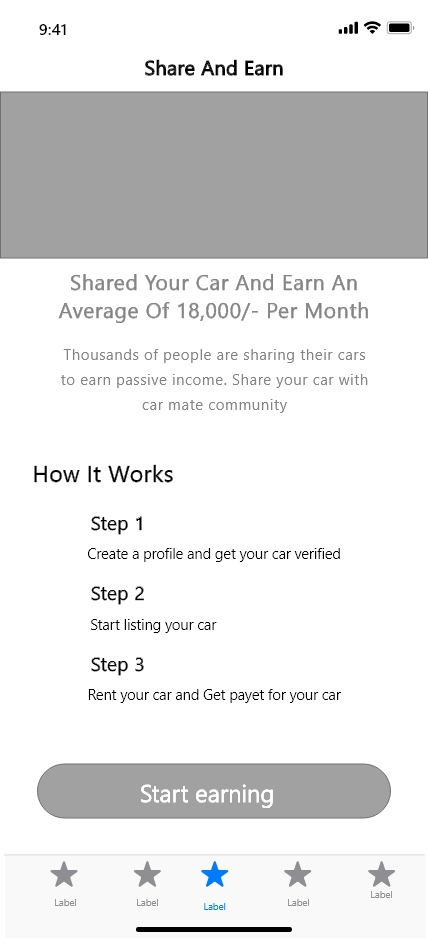 9:41
Share And Earn
Shared Your Car And Earn An
Average Of 18,000/- Per Month
Thousands of people are sharing their cars
to earn passive income. Share your car with
car mate community
How It Works
Step 1
Create a profile and get your car verified
Step 2
Start listing your car
Step 3
Rent your car and Get payet for your car
Start earning
Label Label Label Label Label